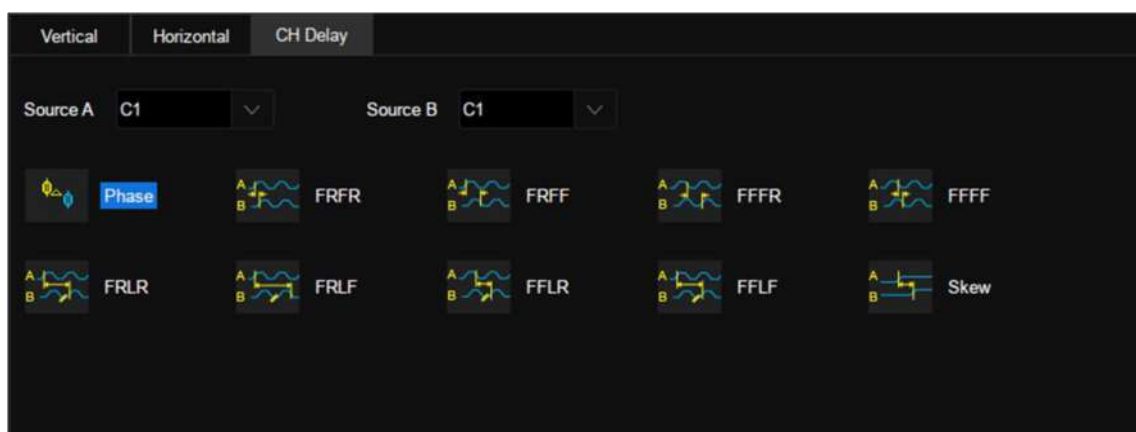 Vertical Horizontal CH Delay
Source A C1 Source B C1
Phase A B FRFR A B FRFF A B FFFR A B FFFF
A B FRLR A B FRLF A B FFLR A B FFLF A B Skew